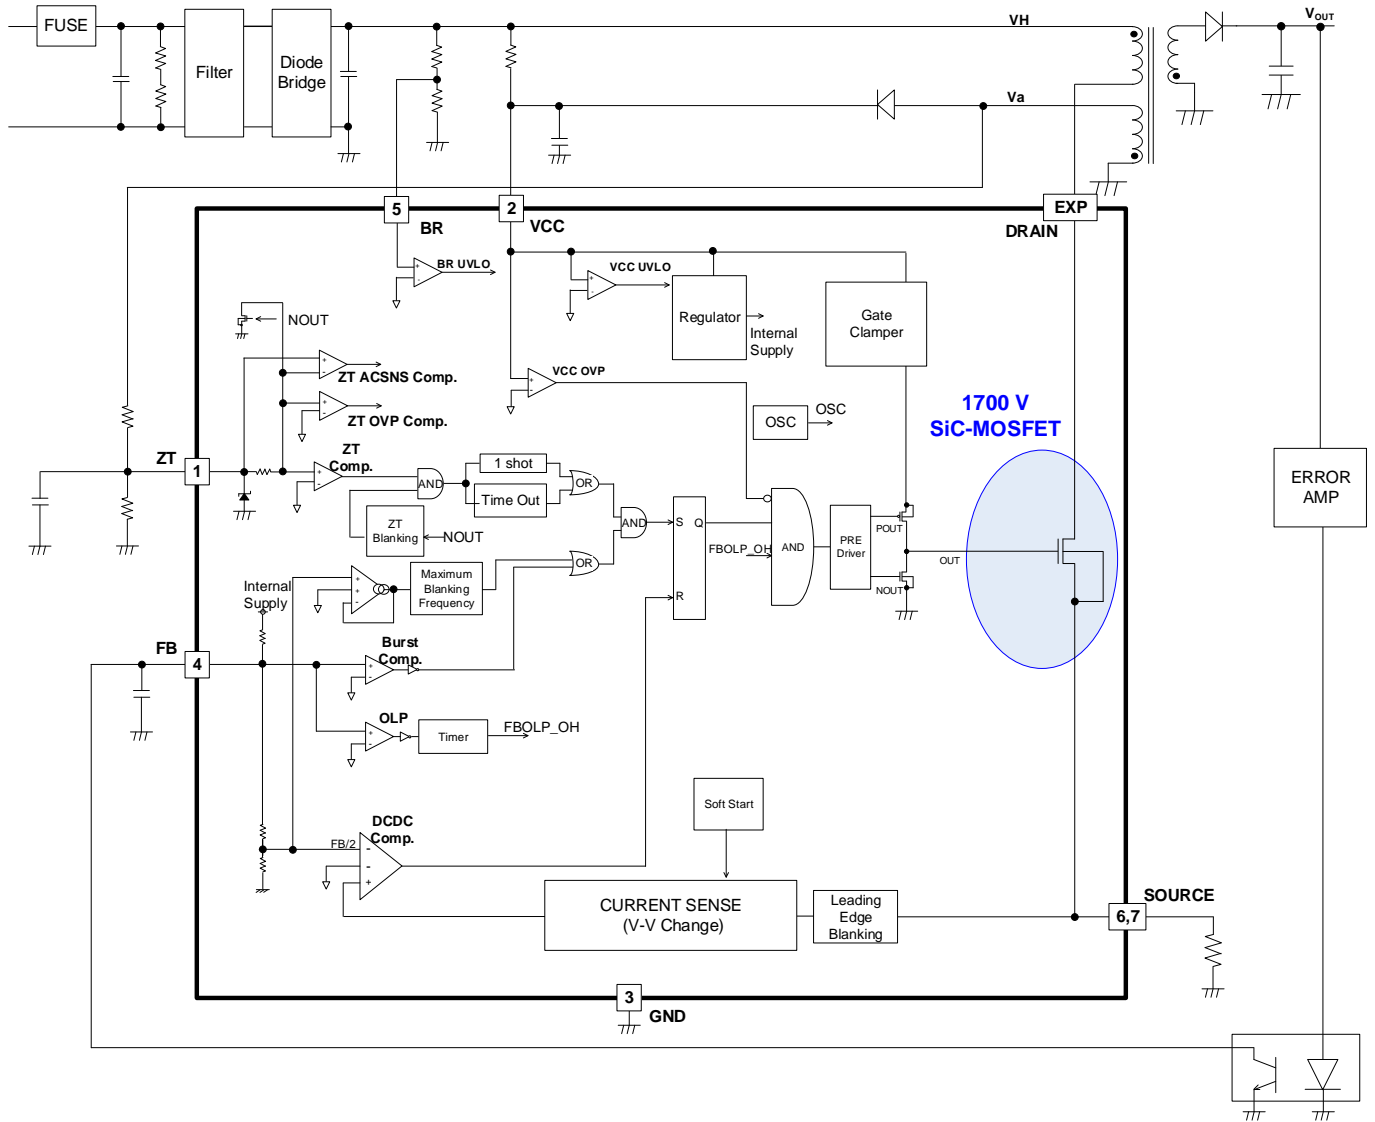 FUSE
Filter
Diode
Bridge
VH
VOUT
Va
5
BR
2
VCC
EXP
DRAIN
BR UVLO
+
-
VCC UVLO
+
-
Regulator
Internal
Supply
Gate
Clamper
NOUT
+
-
ZT ACSNS Comp.
+
-
ZT OVP Comp.
VCC OVP
+
-
OSC
OSC
1700 V
SiC-MOSFET
ZT
1
ZT
Comp.
+
-
AND
1 shot
Time Out
OR
ZT
Blanking
NOUT
AND
S
Q
R
FBOLP_OH
AND
PRE
Driver
POUT
NOUT
OUT
ERROR
AMP
Internal
Supply
+
+
-
Maximum
Blanking
Frequency
OR
FB
4
Burst
Comp.
+
-
OLP
+
-
Timer
FBOLP_OH
Soft Start
DCDC
Comp.
FB/2
-
-
+
CURRENT SENSE
(V-V Change)
Leading
Edge
Blanking
SOURCE
6,7
3
GND